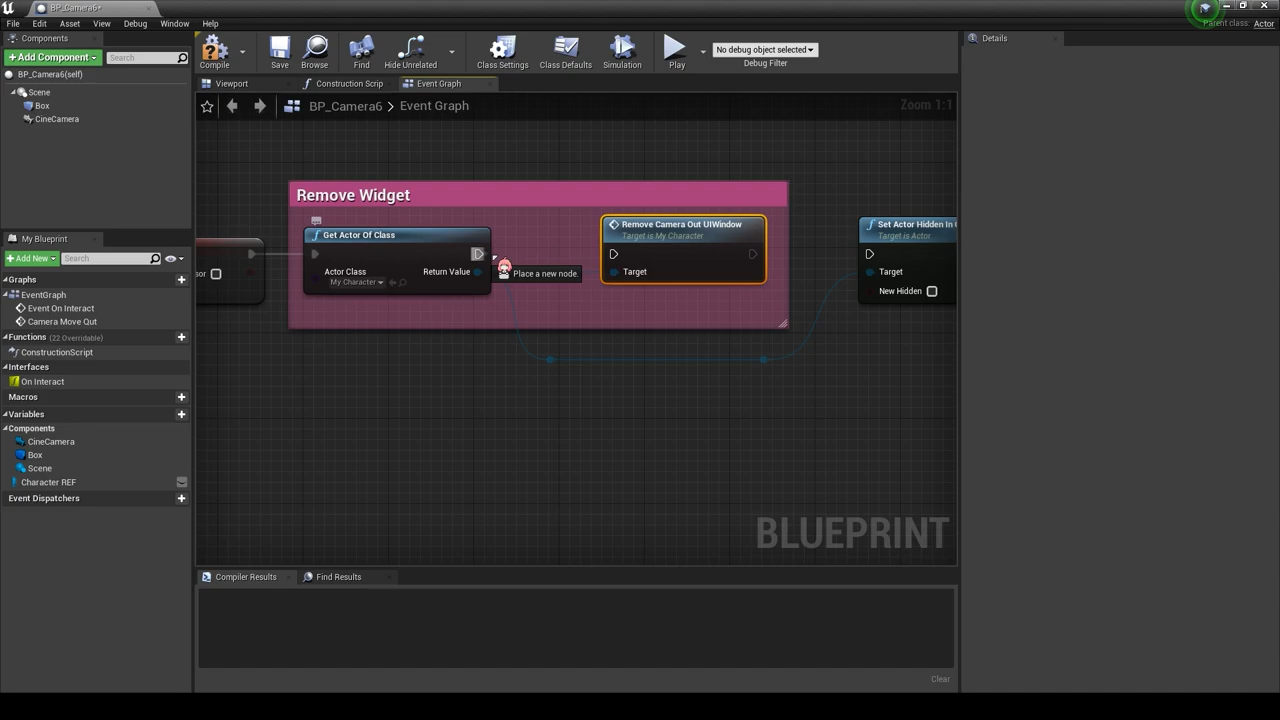 BP_Camera6*
File Edit Asset View Debug Window Help
Parent class: Actor
Components
+Add Component
Search
BP_Camera6(self)
Scene
Box
CineCamera
My Blueprint
+Add New
Search
Graphs
EventGraph
Event On Interact
Camera Move Out
Functions (22 Overridable)
ConstructionScript
Interfaces
On Interact
Macros
Variables
Components
CineCamera
Box
Scene
Character REF
Event Dispatchers
Compile
Save
Browse
Find
Hide Unrelated
Class Settings
Class Defaults
Simulation
Play
No debug object selected
Debug Filter
Viewport
Construction Scrip
Event Graph
BP_Camera6 > Event Graph
Zoom 1:1
Remove Widget
Get Actor Of Class
Actor Class
My Character
Return Value
Place a new node.
Remove Camera Out UIWindow
Target is My Character
Target
Set Actor Hidden In
Target is Actor
Target
New Hidden
sor
BLUEPRINT
Compiler Results
Find Results
Clear
Details